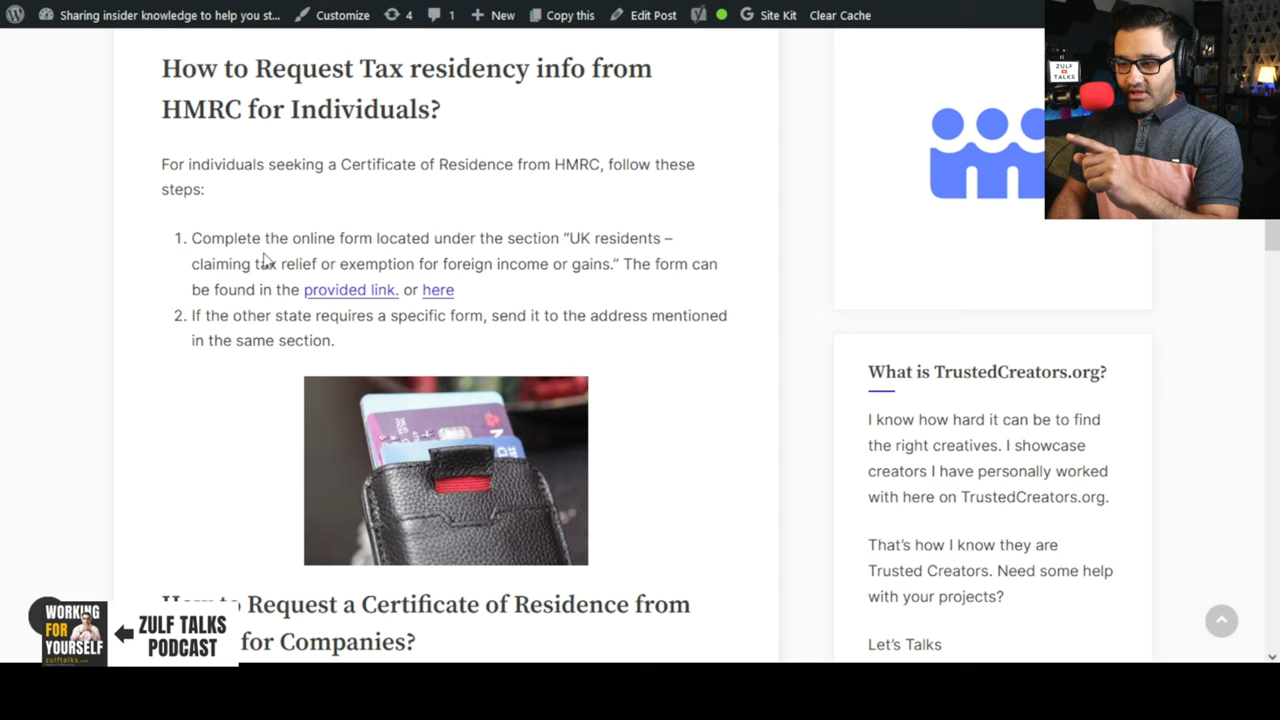 Sharing insider knowledge to help you st... Customize 4 1 New Copy this Edit Post Site Kit Clear Cache
ZULF
TALKS
How to Request Tax residency info from
HMRC for Individuals?
For individuals seeking a Certificate of Residence from HMRC, follow these
steps:
1. Complete the online form located under the section “UK residents –
claiming tax relief or exemption for foreign income or gains.” The form can
be found in the provided link. or here
2. If the other state requires a specific form, send it to the address mentioned
in the same section.
Request a Certificate of Residence from
for Companies?
What is TrustedCreators.org?
I know how hard it can be to find
the right creatives. I showcase
creators I have personally worked
with here on TrustedCreators.org.
That’s how I know they are
Trusted Creators. Need some help
with your projects?
Let’s Talks
WORKING
FOR
YOURSELF
zulftalks.com
ZULF TALKS
PODCAST